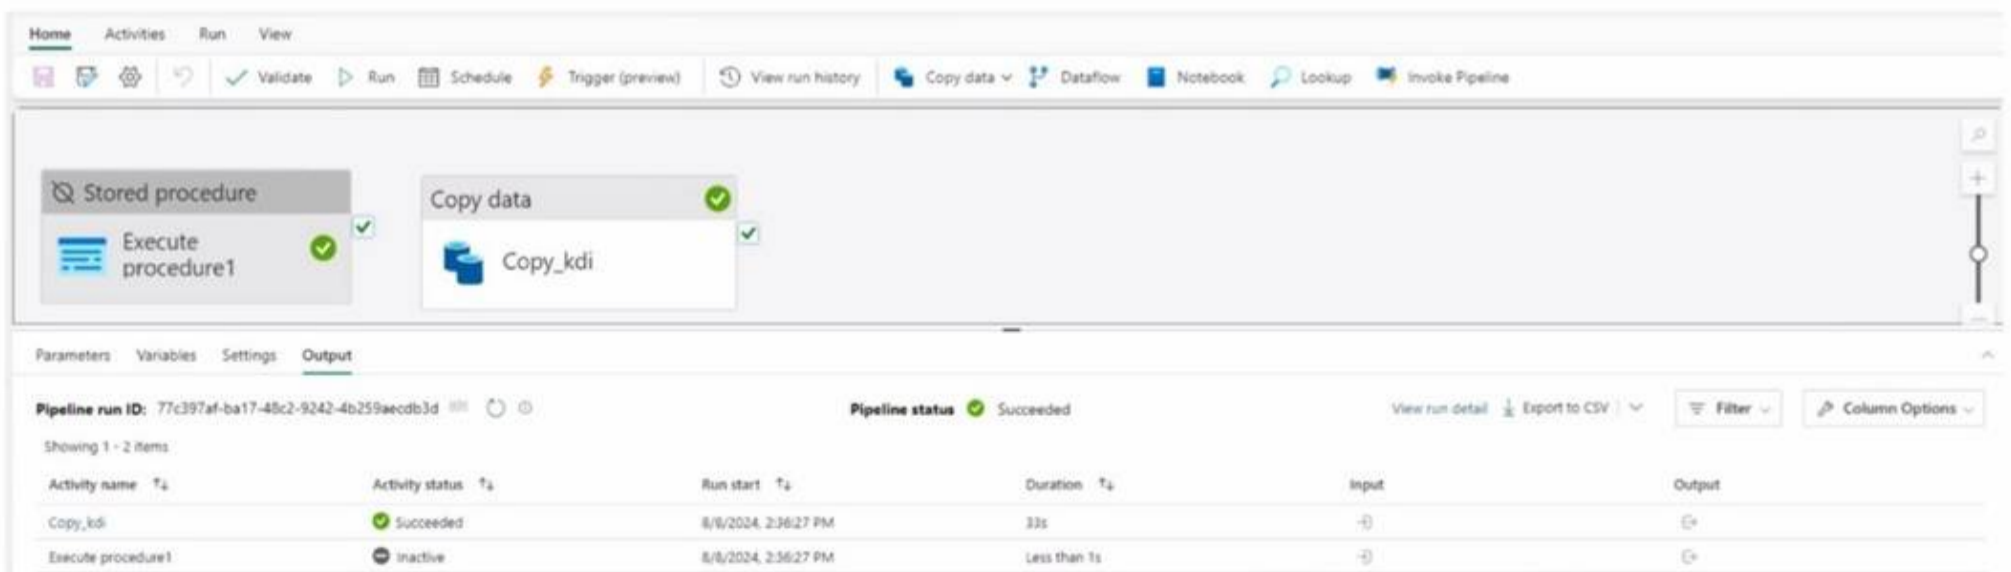 Home Activities Run View
Validate Run Schedule Trigger (preview) View run history Copy data Dataflow Notebook Lookup Invoke Pipeline
Stored procedure
Execute
procedure1
Copy data
Copy_kdi
Parameters Variables Settings Output
Pipeline run ID: 77c397af-ba17-48c2-9242-4b259aecdb3d Pipeline status Succeeded View run detail Export to CSV Filter Column Options
Showing 1 - 2 items
Activity name Activity status Run start Duration Input Output
Copy_kdi Succeeded 8/8/2024, 2:36:27 PM 33s
Execute procedure1 Inactive 8/8/2024, 2:36:27 PM Less than 1s